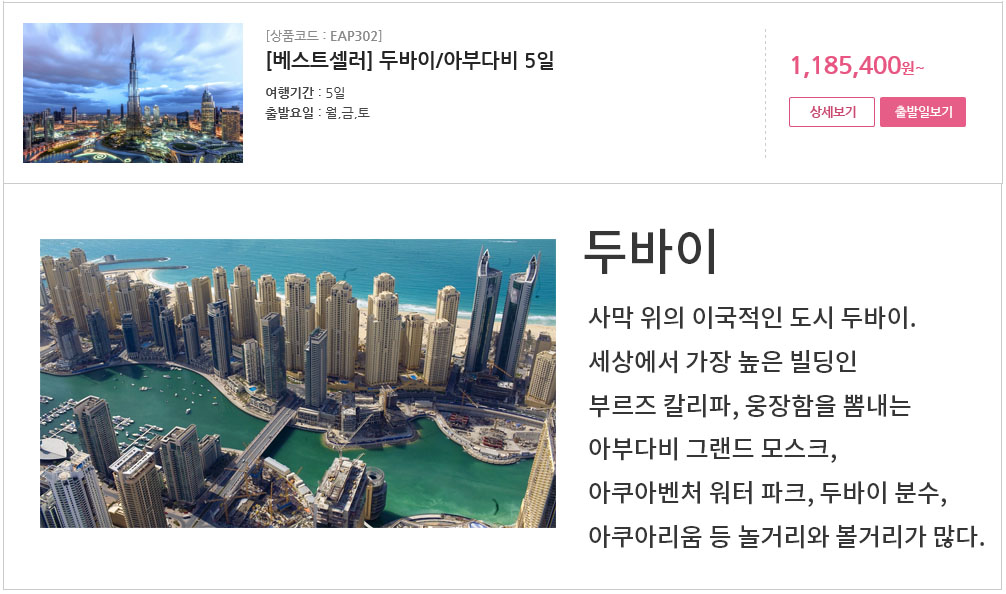 [상품코드 : EAP302]
[베스트셀러] 두바이/아부다비 5일
여행기간 : 5일
출발요일 : 월,금,토
1,185,400원~
상세보기 출발일보기
두바이
사막 위의 이국적인 도시 두바이.
세상에서 가장 높은 빌딩인
부르즈 칼리파, 웅장함을 뽐내는
아부다비 그랜드 모스크,
아쿠아벤처 워터 파크, 두바이 분수,
아쿠아리움 등 놀거리와 볼거리가 많다.